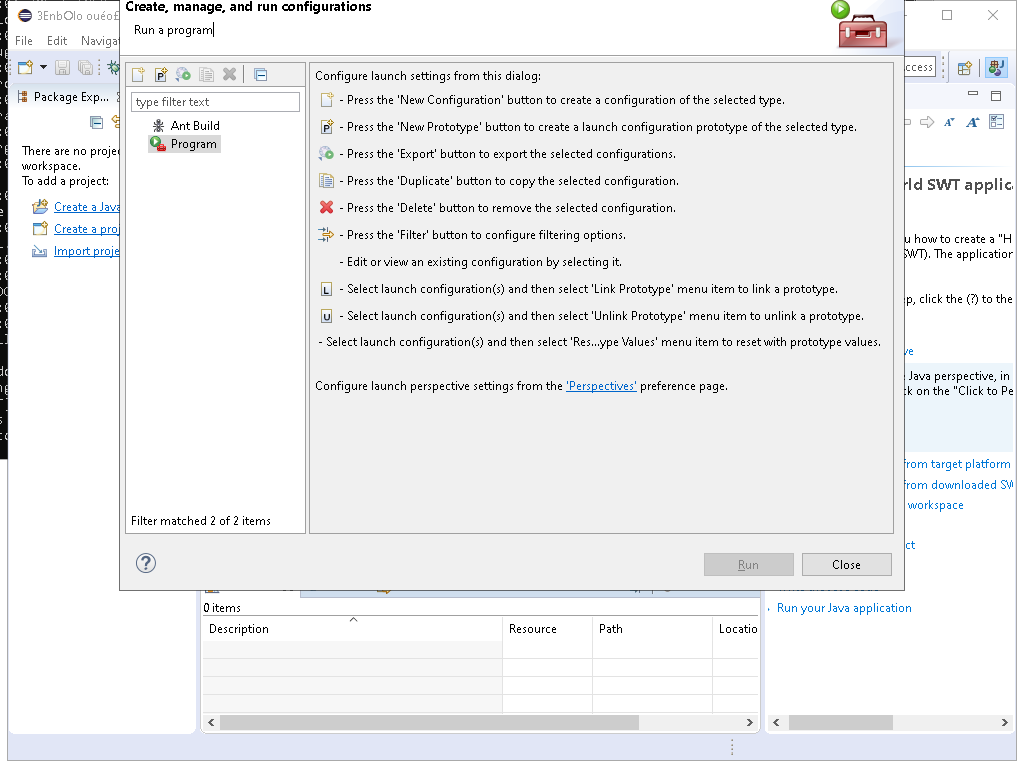 Create, manage, and run configurations
Run a program
File Edit Navigat
ccess
Package Exp...
type filter text
Ant Build
Program
Filter matched 2 of 2 items
There are no proje
workspace.
To add a project:
Create a Java
Create a proj
Import proje
Configure launch settings from this dialog:
- Press the 'New Configuration' button to create a configuration of the selected type.
- Press the 'New Prototype' button to create a launch configuration prototype of the selected type.
- Press the 'Export' button to export the selected configurations.
- Press the 'Duplicate' button to copy the selected configuration.
- Press the 'Delete' button to remove the selected configuration.
- Press the 'Filter' button to configure filtering options.
- Edit or view an existing configuration by selecting it.
L - Select launch configuration(s) and then select 'Link Prototype' menu item to link a prototype.
U - Select launch configuration(s) and then select 'Unlink Prototype' menu item to unlink a prototype.
- Select launch configuration(s) and then select 'Res...ype Values' menu item to reset with prototype values.
Configure launch perspective settings from the 'Perspectives' preference page.
Run Close
rld SWT applic
u how to create a "H
SWT). The application
ep, click the (?) to the
ve
Java perspective, in
ck on the "Click to Pe
from target platform
from downloaded SW
workspace
ct
Run your Java application
0 items
Description Resource Path Locatio